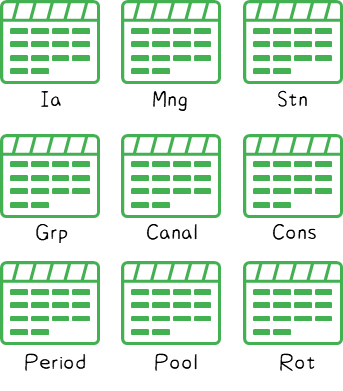 Ia Mng Stn
Grp Canal Cons
Period Pool Rot